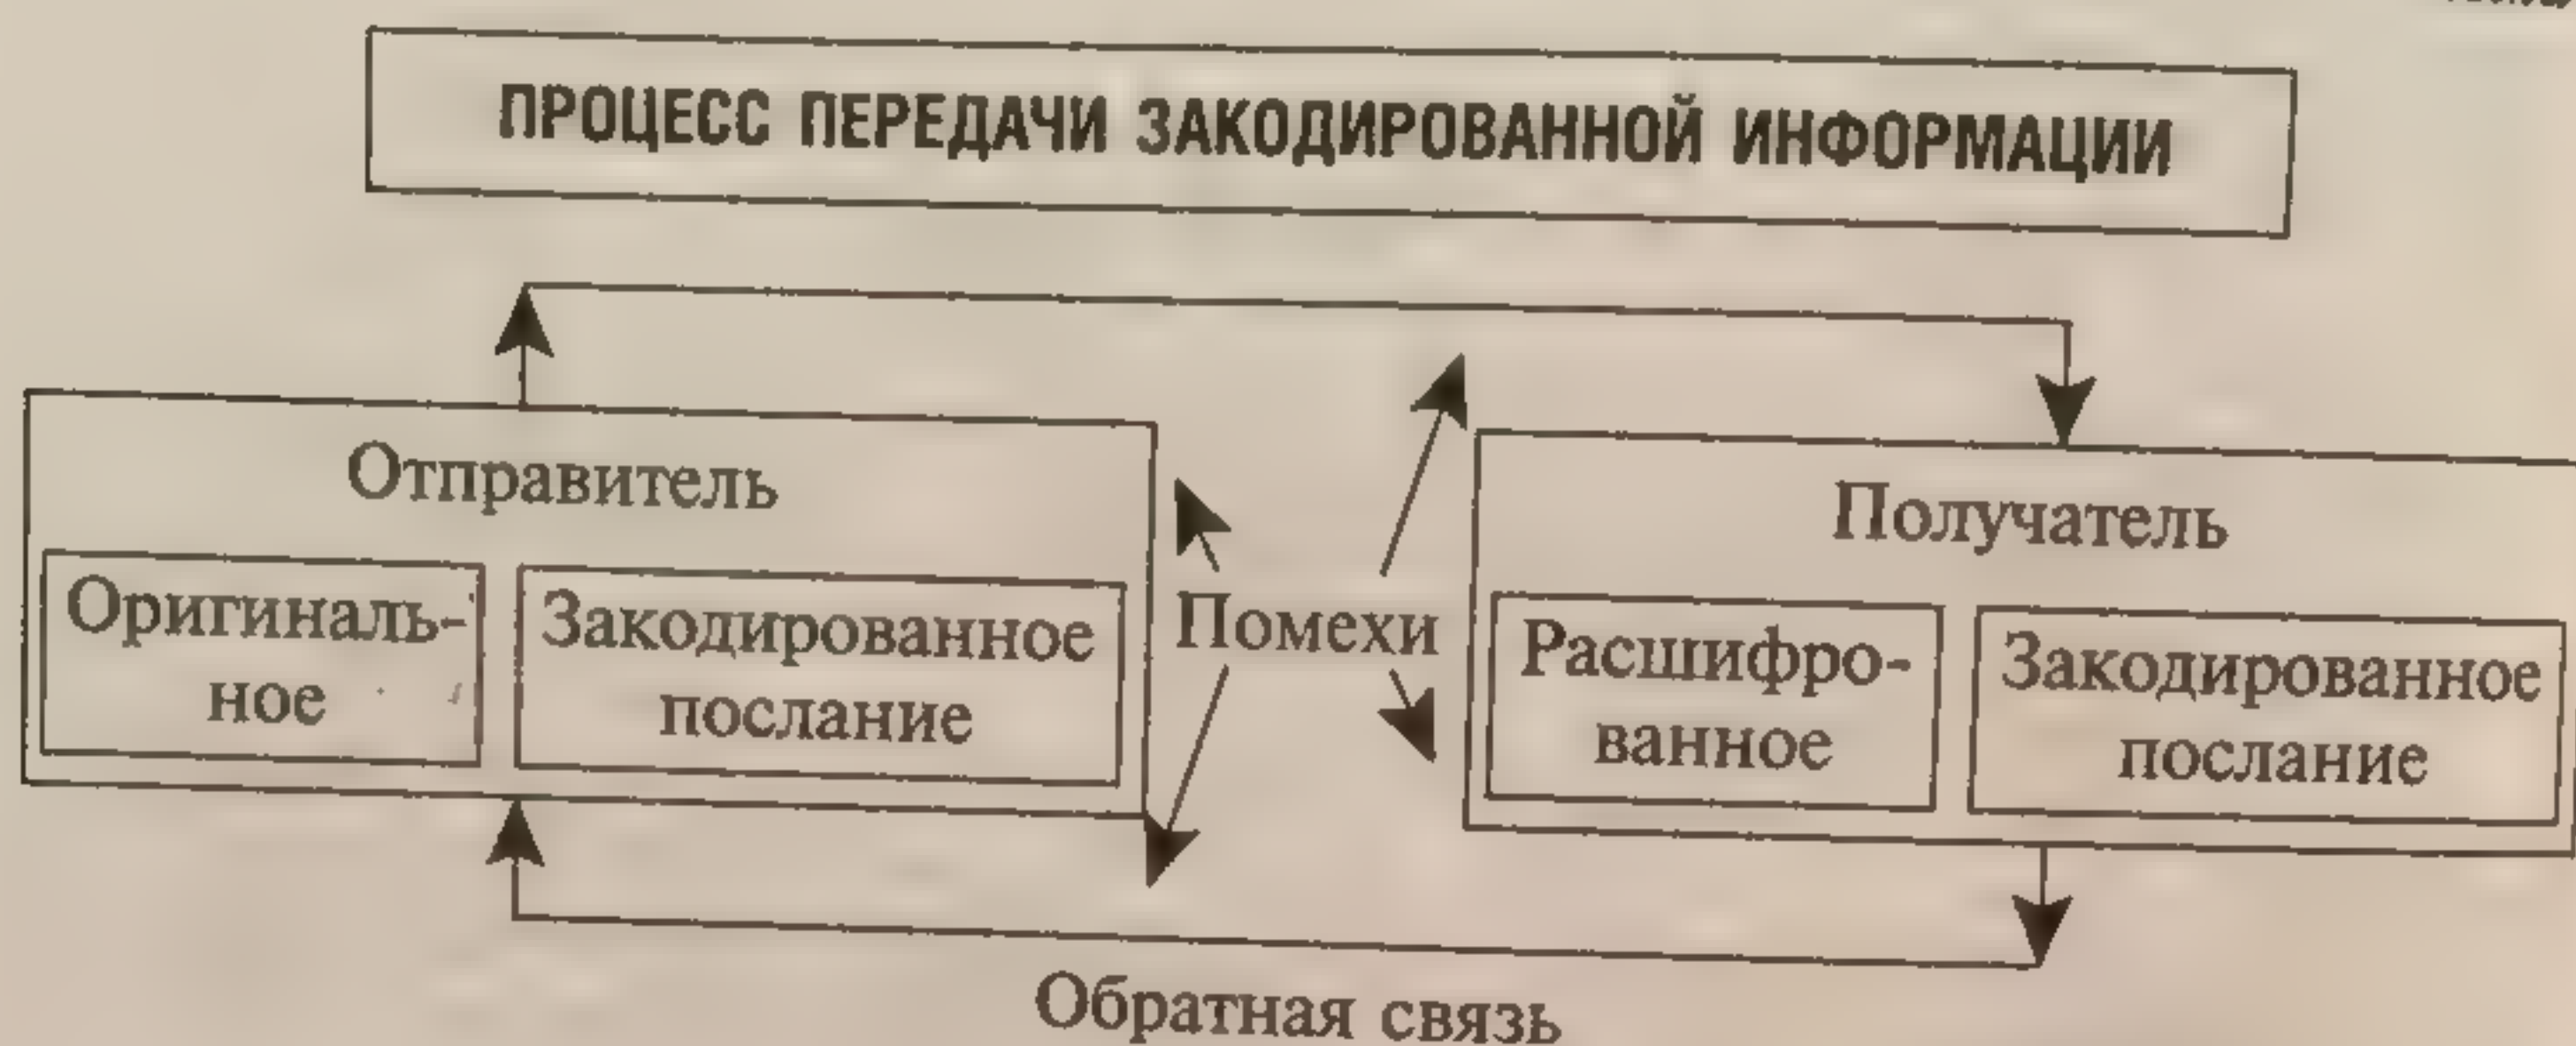 ПРОЦЕСС ПЕРЕДАЧИ ЗАКОДИРОВАННОЙ ИНФОРМАЦИИ
Отправитель
Оригиналь-
ное
Закодированное
послание
Помехи
Получатель
Расшифро-
ванное
Закодированное
послание
Обратная связь